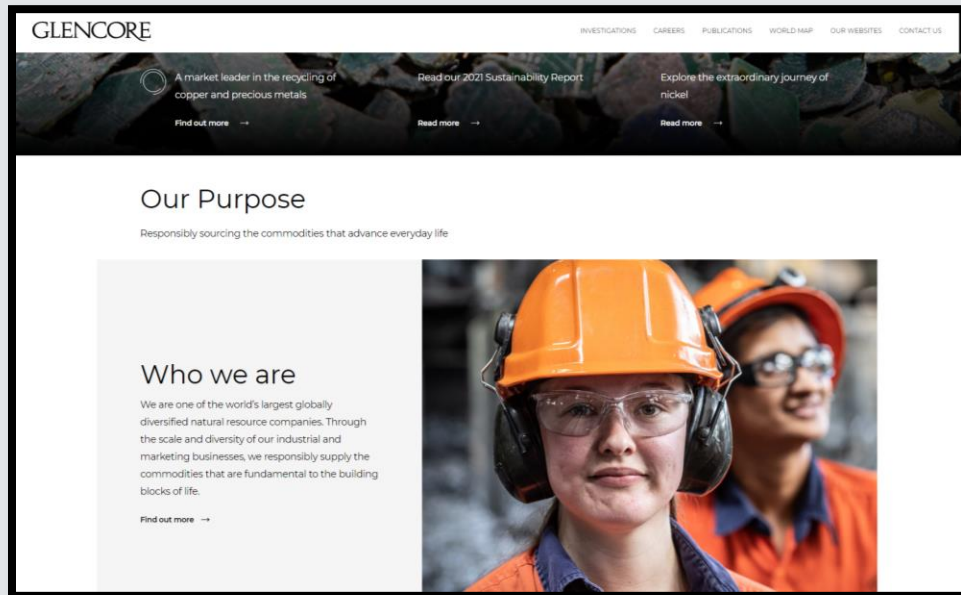 GLENCORE
INVESTIGATIONS CAREERS PUBLICATIONS WORLD MAP OUR WEBSITES CONTACT US
A market leader in the recycling of
copper and precious metals
Find out more →
Read our 2021 Sustainability Report
Read more →
Explore the extraordinary journey of
nickel
Read more →
Our Purpose
Responsibly sourcing the commodities that advance everyday life
Who we are
We are one of the world's largest globally
diversified natural resource companies. Through
the scale and diversity of our industrial and
marketing businesses, we responsibly supply the
commodities that are fundamental to the building
blocks of life.
Find out more →